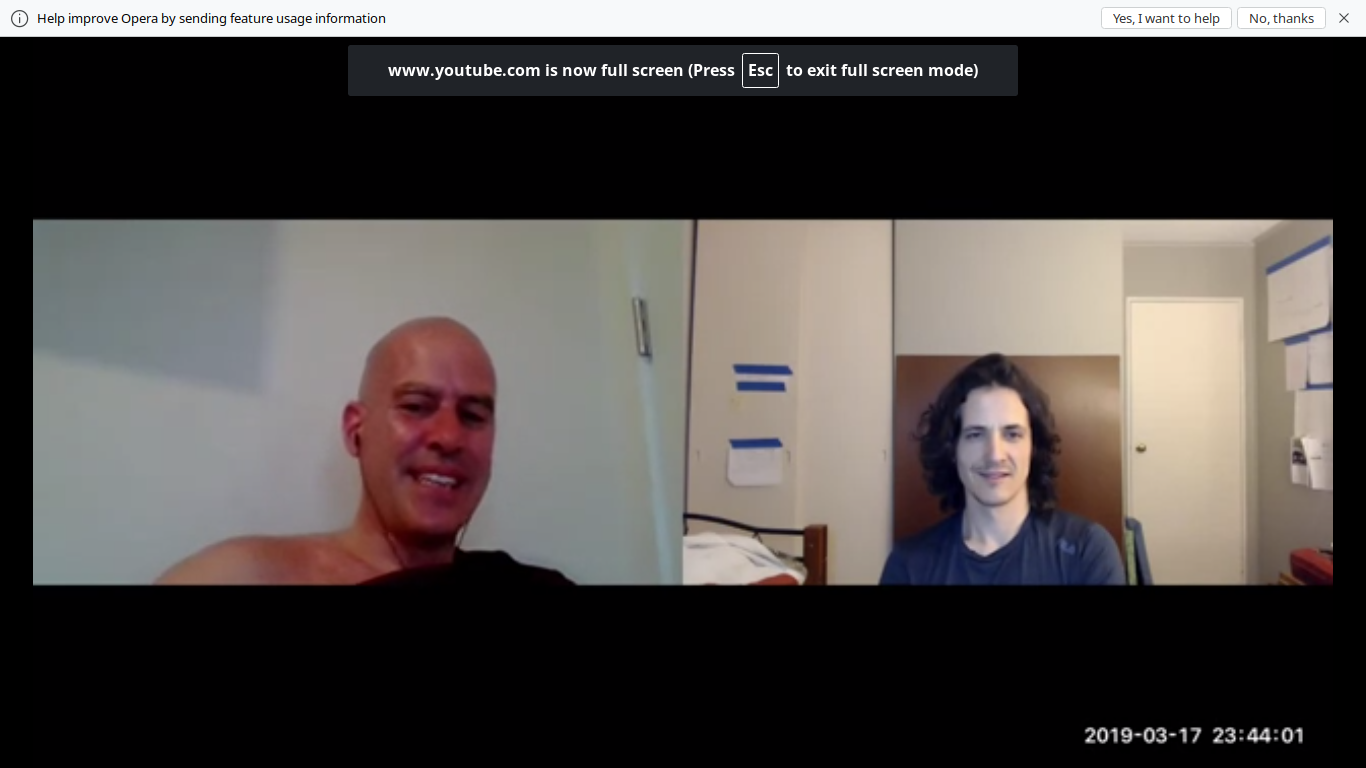 Help improve Opera by sending feature usage information
Yes, I want to help
No, thanks
www.youtube.com is now full screen (Press Esc to exit full screen mode)
2019-03-17 23:44:01